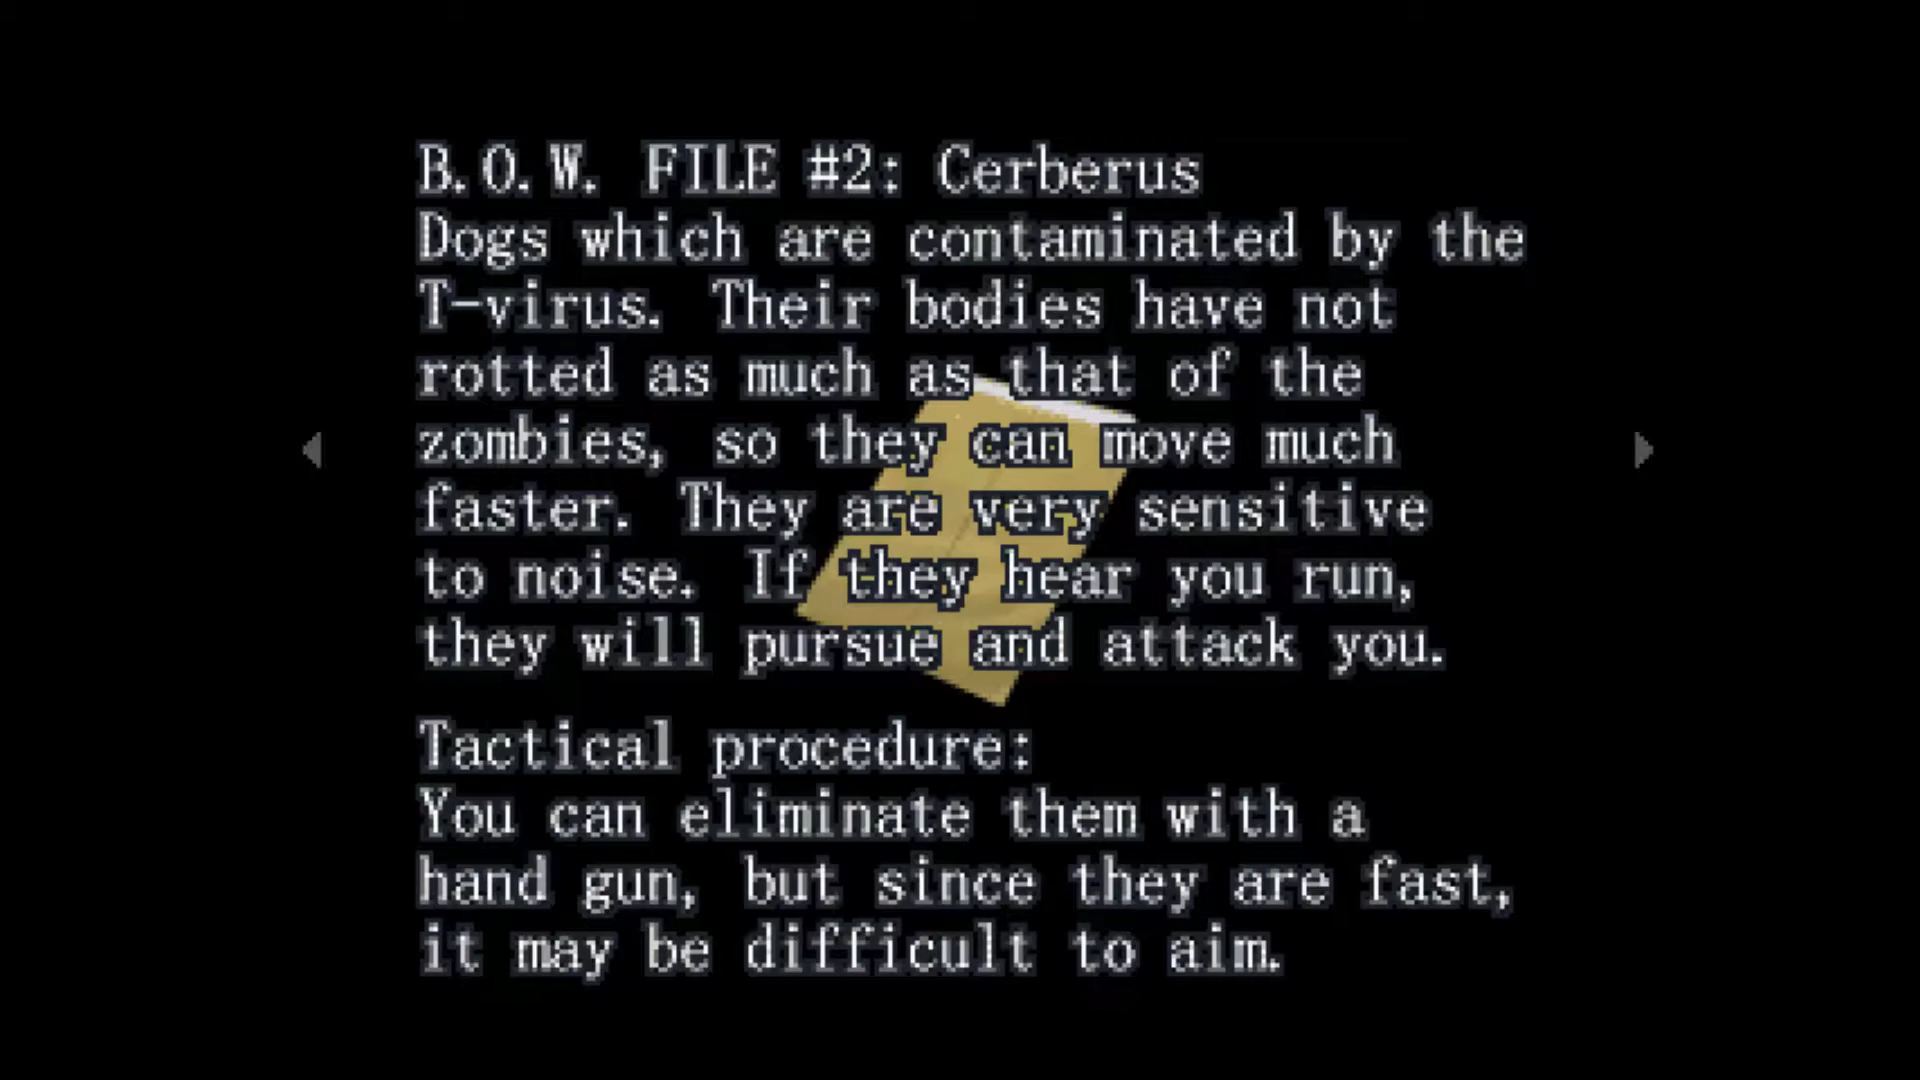 B.O.W. FILE #2: Cerberus
Dogs which are contaminated by the
T-virus. Their bodies have not
rotted as much as that of the
zombies, so they can move much
faster. They are very sensitive
to noise. If they hear you run,
they will pursue and attack you.
Tactical procedure:
You can eliminate them with a
hand gun, but since they are fast,
it may be difficult to aim.